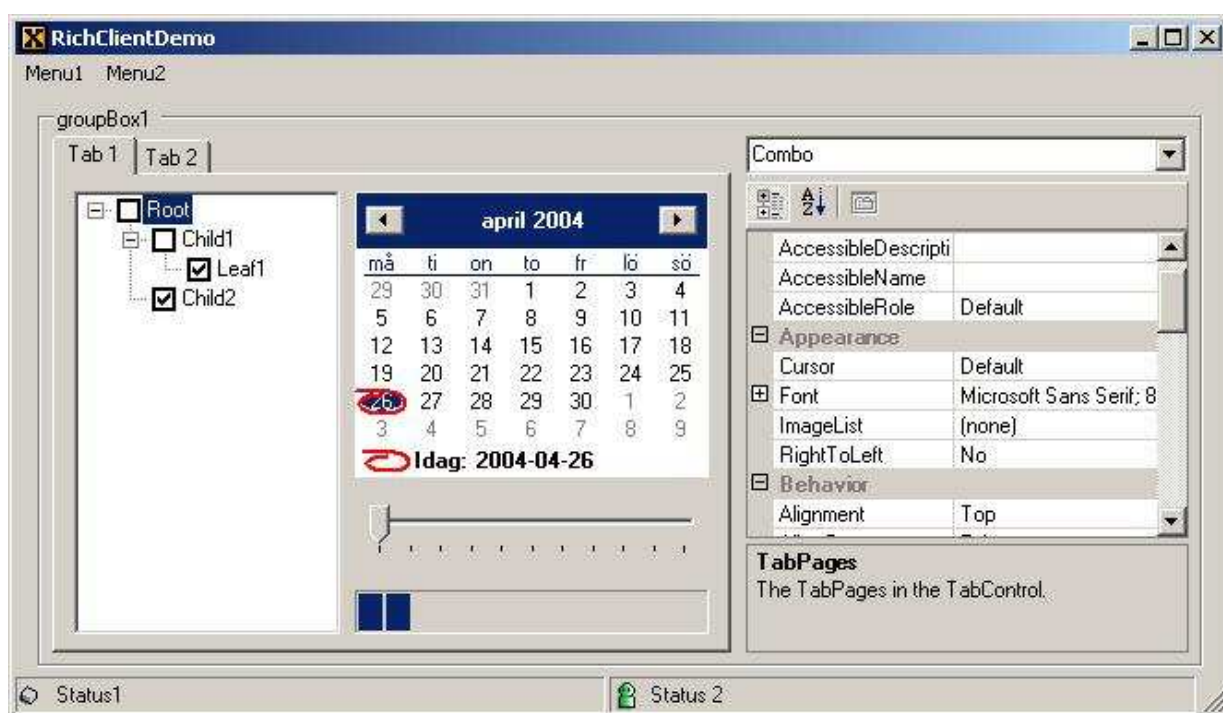 RichClientDemo
Menu1 Menu2
groupBox1
Tab 1 Tab 2
Root
Child1
Leaf1
Child2
april 2004
må ti on to fr lö sö
29 30 31 1 2 3 4
5 6 7 8 9 10 11
12 13 14 15 16 17 18
19 20 21 22 23 24 25
26 27 28 29 30 1 2
3 4 5 6 7 8 9
Idag: 2004-04-26
Combo
AccessibleDescripti
AccessibleName
AccessibleRole Default
Appearance
Cursor Default
Font Microsoft Sans Serif; 8
ImageList (none)
RightToLeft No
Behavior
Alignment Top
TabPages
The TabPages in the TabControl.
Status1
Status 2